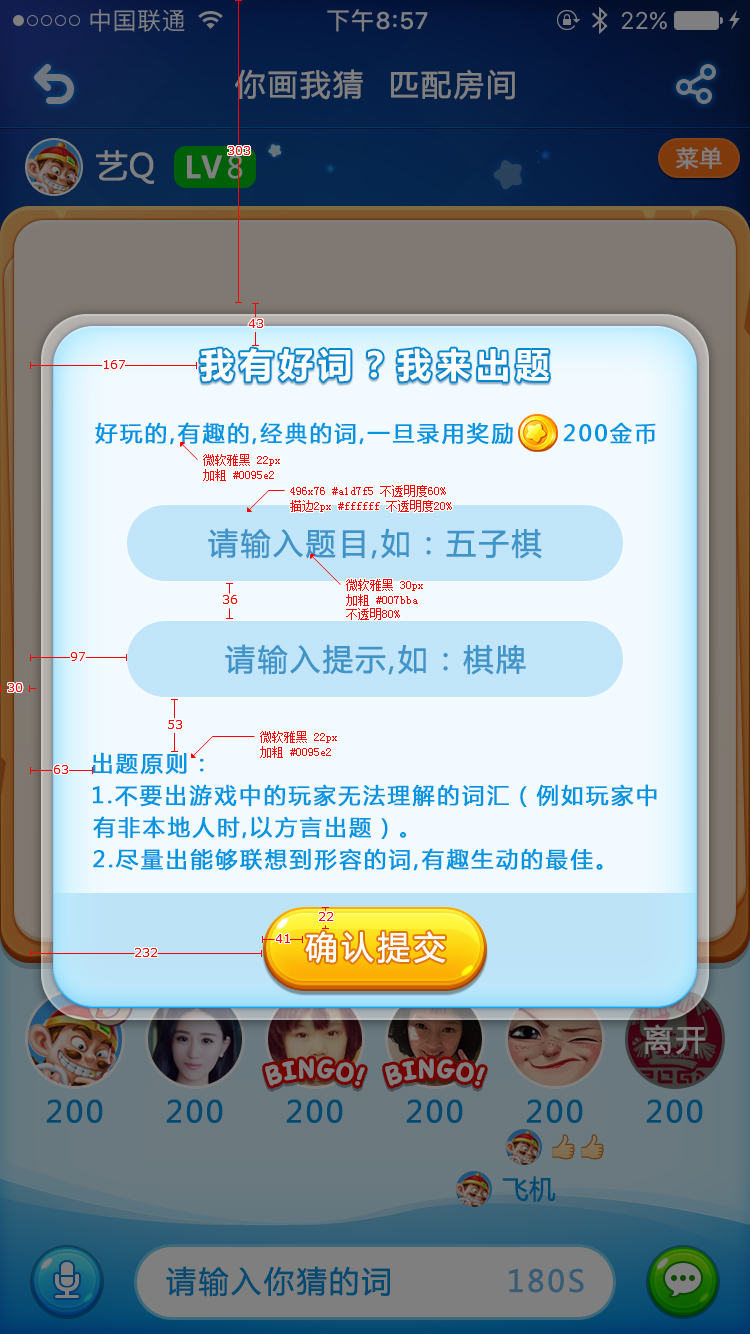 中国联通
下午8:57
22%
你画我猜 匹配房间
艺Q
LV8
菜单
303
43
我有好词？我来出题
167
好玩的,有趣的,经典的词,一旦录用奖励200金币
微软雅黑 22px
加粗 #0095e2
496x76 #a1d7f5 不透明度60%
描边2px #ffffff 不透明度20%
请输入题目,如：五子棋
微软雅黑 30px
加粗 #007bba
不透明80%
36
请输入提示,如：棋牌
97
30
53
微软雅黑 22px
加粗 #0095e2
出题原则：
63
1.不要出游戏中的玩家无法理解的词汇（例如玩家中
有非本地人时,以方言出题）。
2.尽量出能够联想到形容的词,有趣生动的最佳。
22
41
确认提交
232
BINGO!
BINGO!
离开
200
200
200
200
200
200
飞机
请输入你猜的词
180S